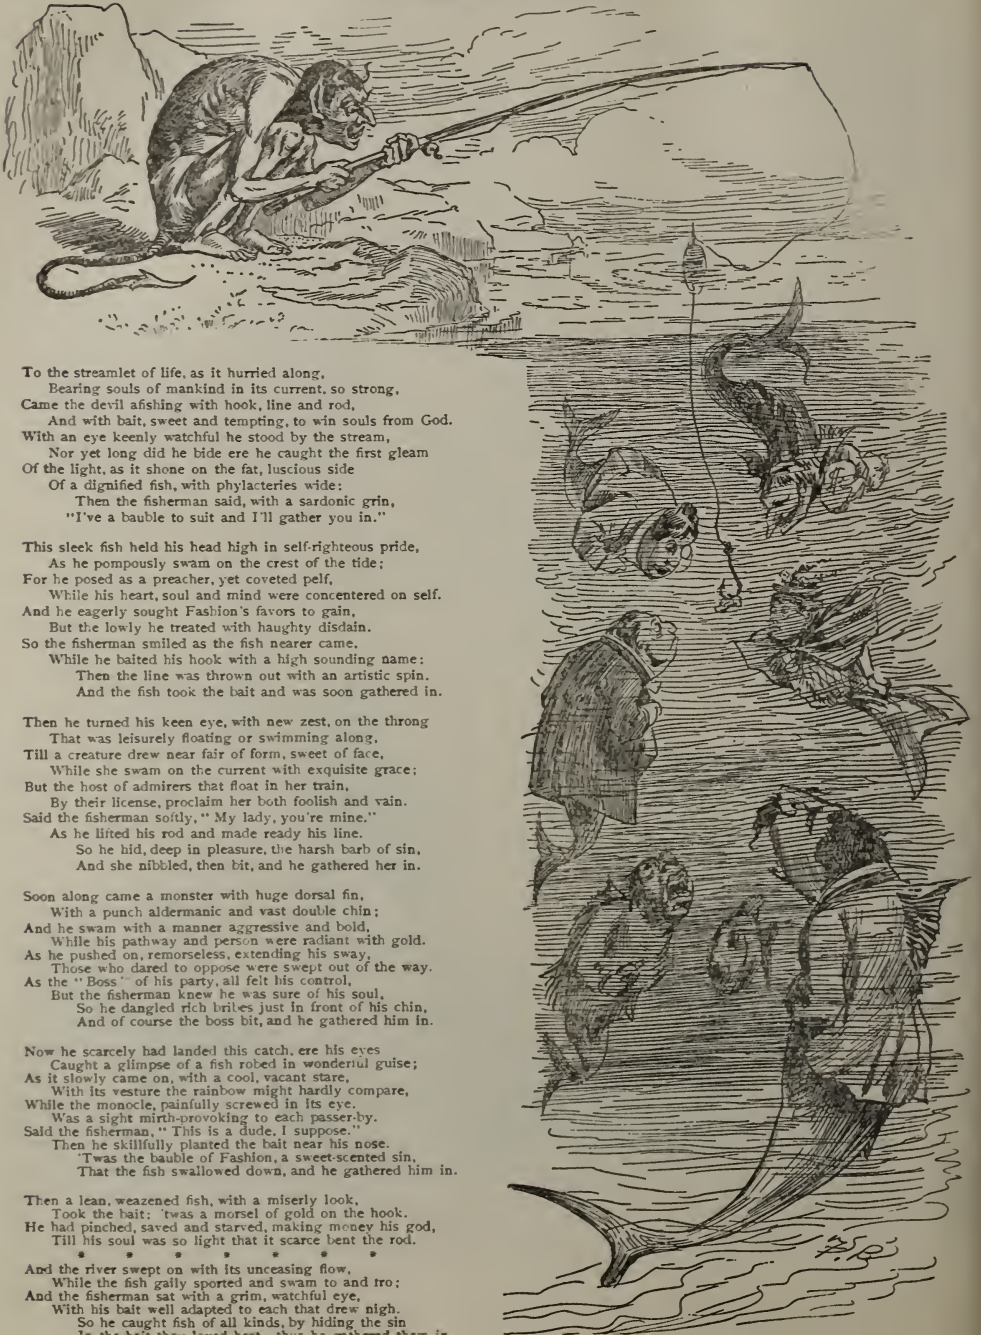 To the streamlet of life, as it hurried along,
Bearing souls of mankind in its current, so strong,
Came the devil afishing with hook, line and rod,
And with bait, sweet and tempting, to win souls from God.
With an eye keenly watchful he stood by the stream,
Nor yet long did he bide ere he caught the first gleam
Of the light, as it shone on the fat, luscious side
Of a dignified fish, with phylacteries wide;
Then the fisherman said, with a sardonic grin,
"I've a bauble to suit and I'll gather you in."
This sleek fish held his head high in self-righteous pride,
As he pompously swam on the crest of the tide;
For he posed as a preacher, yet coveted pelf,
While his heart, soul and mind were concentered on self.
And he eagerly sought Fashion's favors to gain,
But the lowly he treated with haughty disdain.
So the fisherman smiled as the fish nearer came,
While he baited his hook with a high sounding name;
Then the line was thrown out with an artistic spin.
And the fish took the bait and was soon gathered in.
Then he turned his keen eye, with new zest, on the throng
That was leisurely floating or swimming along,
Till a creature drew near fair of form, sweet of face,
While she swam on the current with exquisite grace;
But the host of admirers that float in her train,
By their license, proclaim her both foolish and vain.
Said the fisherman softly, "My lady, you're mine."
As he lifted his rod and made ready his line.
So he hid, deep in pleasure, the harsh barb of sin,
And she nibbled, then bit, and he gathered her in.
Soon along came a monster with huge dorsal fin,
With a punch aldermanic and vast double chin;
And he swam with a manner aggressive and bold,
While his pathway and person were radiant with gold.
As he pushed on, remorseless, extending his sway,
Those who dared to oppose were swept out of the way.
As the "Boss" of his party, all felt his control,
But the fisherman knew he was sure of his soul,
So he dangled rich bribes just in front of his chin,
And of course the boss bit, and he gathered him in.
Now he scarcely had landed this catch, ere his eyes
Caught a glimpse of a fish robed in wonderful guise;
As it slowly came on, with a cool, vacant stare,
With its vesture the rainbow might hardly compare,
While the monocle, painfully screwed in its eye.
Was a sight mirth-provoking to each passer-by.
Said the fisherman, "This is a dude, I suppose."
Then he skillfully planted the bait near his nose.
'Twas the bauble of Fashion, a sweet-scented sin,
That the fish swallowed down, and he gathered him in.
Then a lean, weazened fish, with a miserly look,
Took the bait; 'twas a morsel of gold on the hook.
He had pinched, saved and starved, making money his god,
Till his soul was so light that it scarce bent the rod.
* * * * * * *
And the river swept on with its unceasing flow,
While the fish gaily sported and swam to and fro;
And the fisherman sat with a grim, watchful eye,
With his bait well adapted to each that drew nigh.
So he caught fish of all kinds, by hiding the sin
In the bait they loved best—thus he gathered them in.